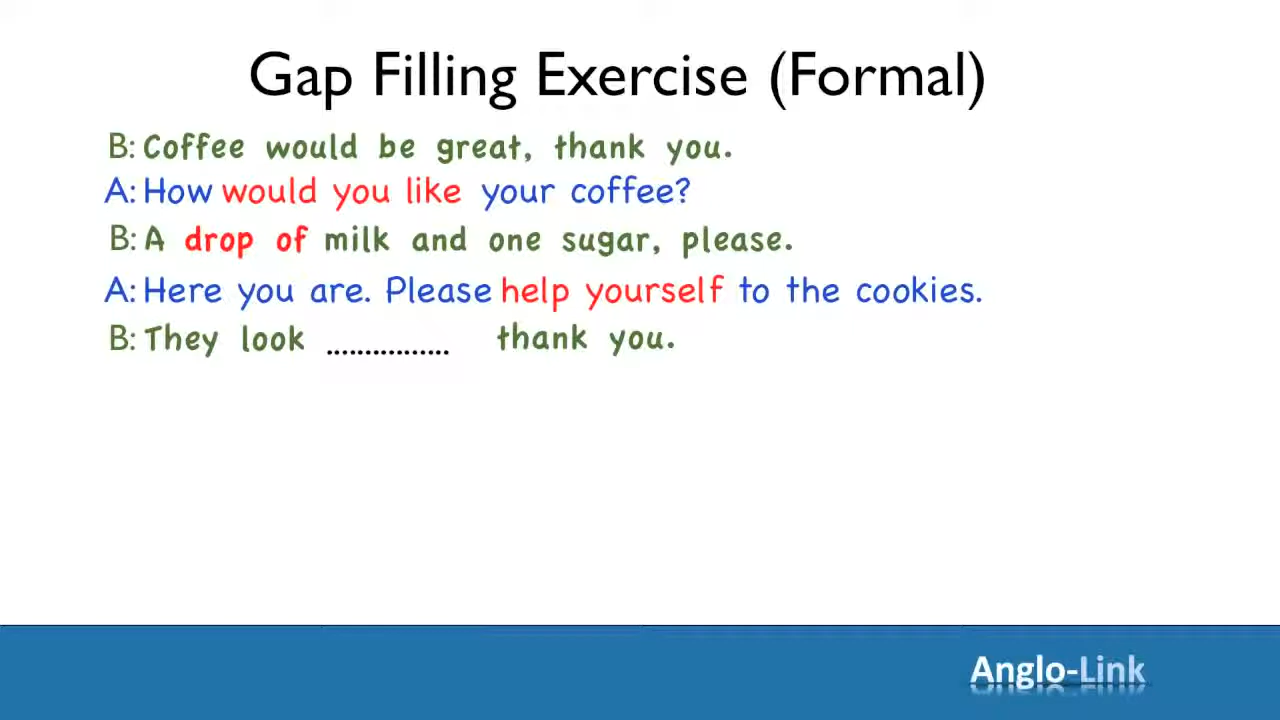 Gap Filling Exercise (Formal)
B: Coffee would be great, thank you.
A: How would you like your coffee?
B: A drop of milk and one sugar, please.
A: Here you are. Please help yourself to the cookies.
B: They look ................ thank you.
Anglo-Link